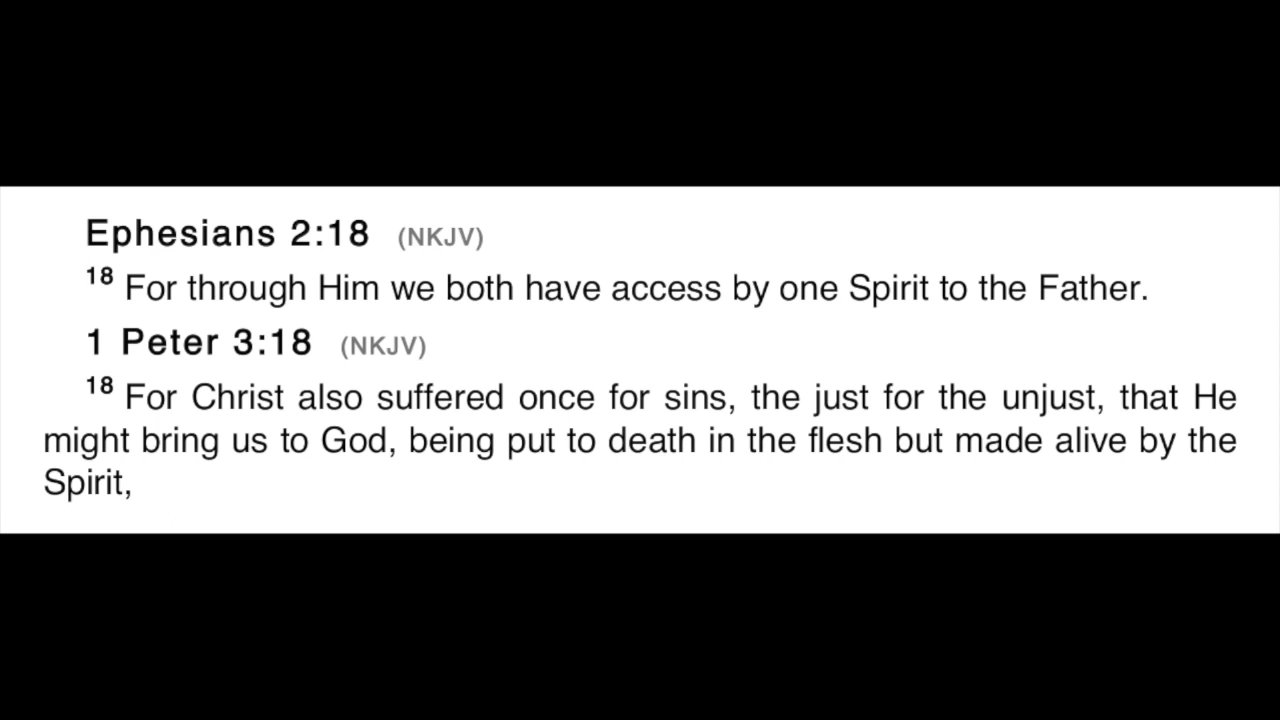 Ephesians 2:18 (NKJV)
18 For through Him we both have access by one Spirit to the Father.
1 Peter 3:18 (NKJV)
18 For Christ also suffered once for sins, the just for the unjust, that He
might bring us to God, being put to death in the flesh but made alive by the
Spirit,